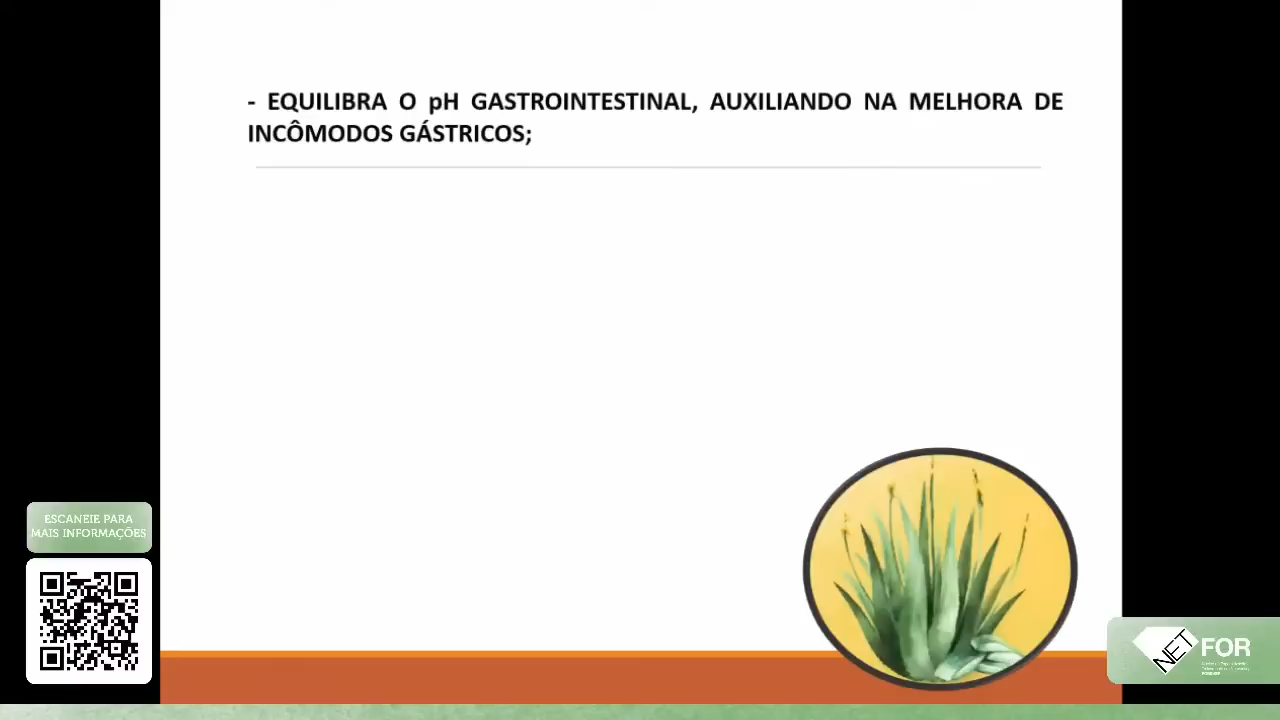 - EQUILIBRA O pH GASTROINTESTINAL, AUXILIANDO NA MELHORA DE
INCÔMODOS GÁSTRICOS;
ESCANEIE PARA
MAIS INFORMAÇÕES
NET FOR